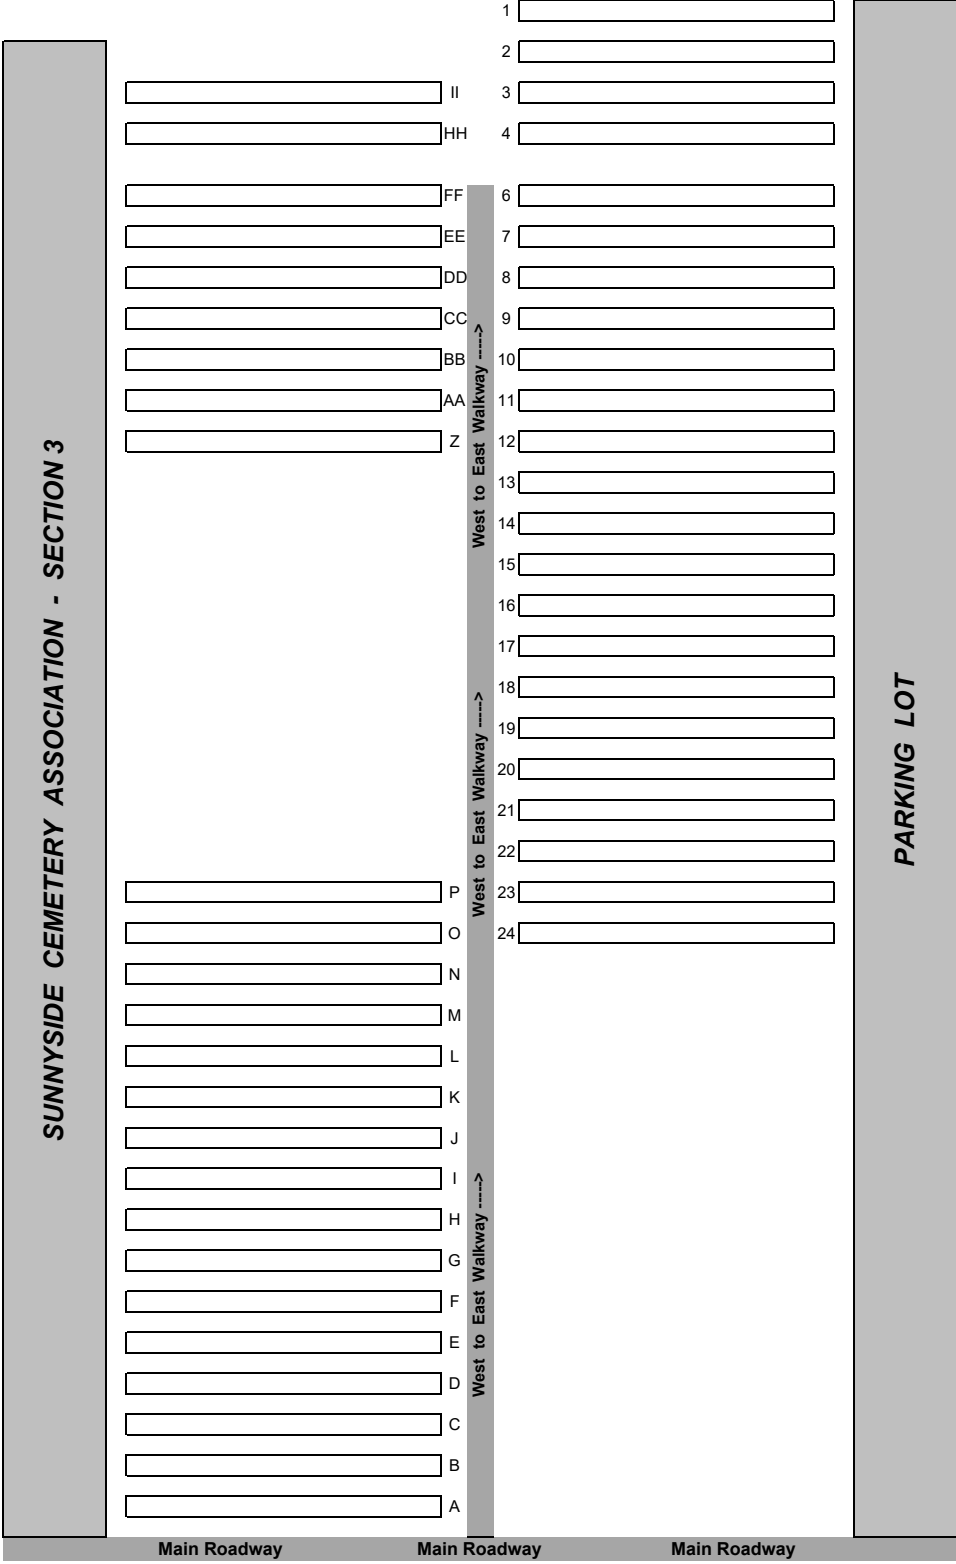 1
2
II 3
HH 4
FF 6
EE 7
DD 8
CC 9
BB 10
AA 11
Z 12
13
14
15
16
17
18
19
20
21
22
P 23
O 24
N
M
L
K
J
I
H
G
F
E
D
C
B
A
SUNNYSIDE CEMETERY ASSOCIATION - SECTION 3
West to East Walkway ----->
West to East Walkway ----->
West to East Walkway ----->
PARKING LOT
Main Roadway Main Roadway Main Roadway